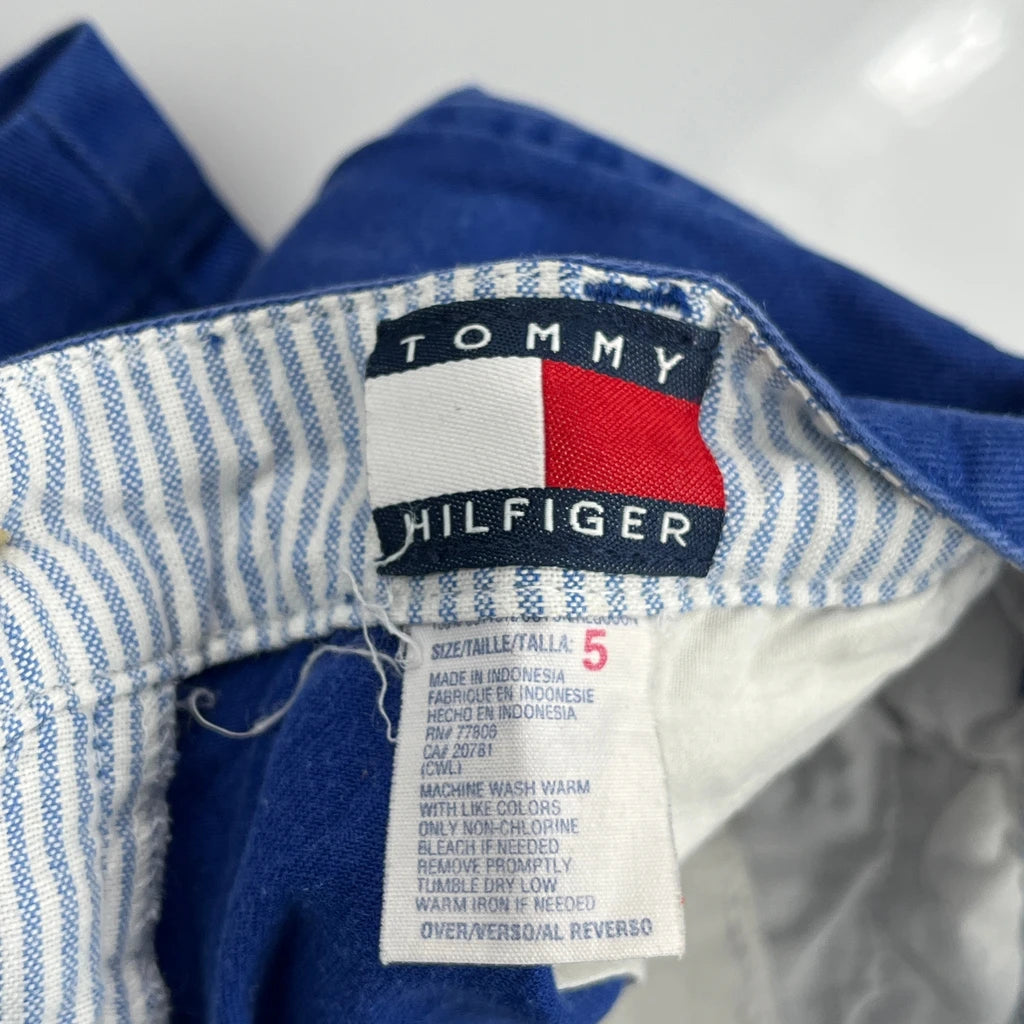 TOMMY
HILFIGER
SIZE/TAILLE/TALLA: 5
MADE IN INDONESIA
FABRIQUE EN INDONESIE
HECHO EN INDONESIA
RN# 77806
CA# 20781
(CWL)
MACHINE WASH WARM
WITH LIKE COLORS
ONLY NON-CHLORINE
BLEACH IF NEEDED
REMOVE PROMPTLY
TUMBLE DRY LOW
WARM IRON IF NEEDED
OVER/VERSO/AL REVERSO